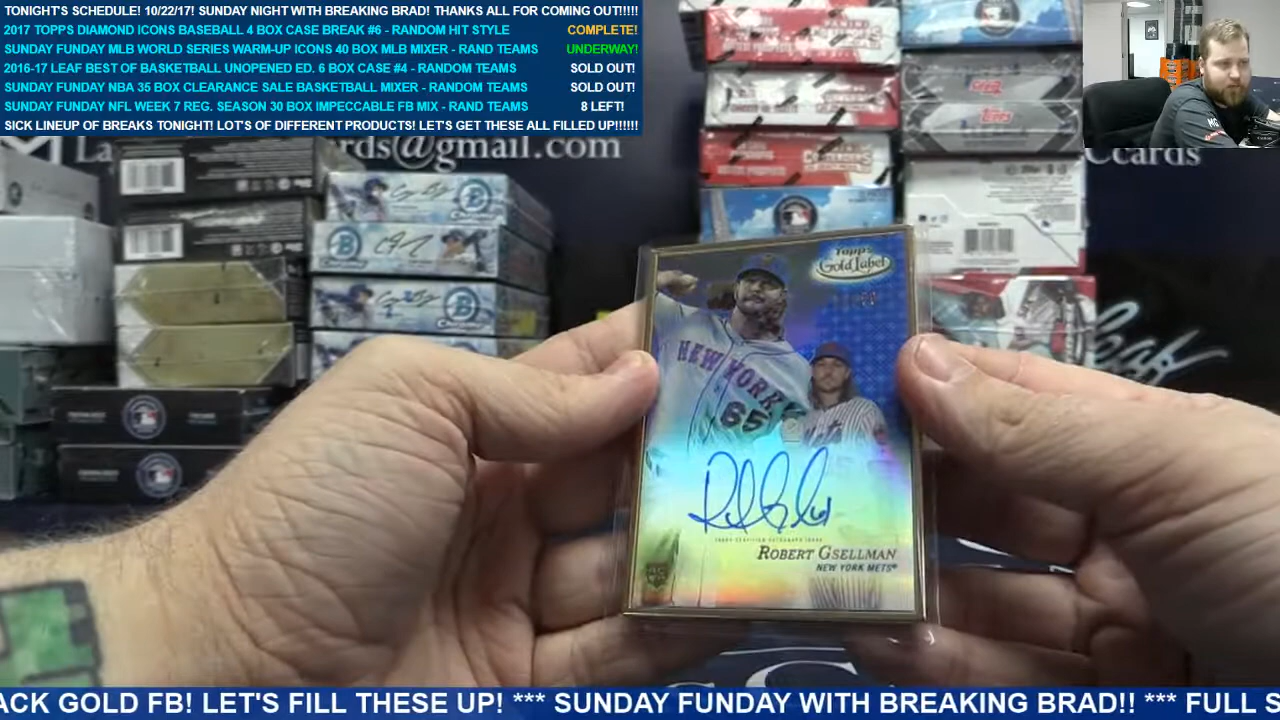 TONIGHT'S SCHEDULE! 10/22/17! SUNDAY NIGHT WITH BREAKING BRAD! THANKS ALL FOR COMING OUT!!!!!
2017 TOPPS DIAMOND ICONS BASEBALL 4 BOX CASE BREAK #6 - RANDOM HIT STYLE COMPLETE!
SUNDAY FUNDAY MLB WORLD SERIES WARM-UP ICONS 40 BOX MLB MIXER - RAND TEAMS UNDERWAY!
2016-17 LEAF BEST OF BASKETBALL UNOPENED ED. 6 BOX CASE #4 - RANDOM TEAMS SOLD OUT!
SUNDAY FUNDAY NBA 35 BOX CLEARANCE SALE BASKETBALL MIXER - RANDOM TEAMS SOLD OUT!
SUNDAY FUNDAY NFL WEEK 7 REG. SEASON 30 BOX IMPECCABLE FB MIX - RAND TEAMS 8 LEFT!
SICK LINEUP OF BREAKS TONIGHT! LOT'S OF DIFFERENT PRODUCTS! LET'S GET THESE ALL FILLED UP!!!!!!
cards@gmail.com
Ccards
Topps
Gold Label
NEW YORK
65
TOPPS CERTIFIED AUTOGRAPH ISSUE
ROBERT GSELLMAN
NEW YORK METS
ACK GOLD FB! LET'S FILL THESE UP! *** SUNDAY FUNDAY WITH BREAKING BRAD!! *** FULL S